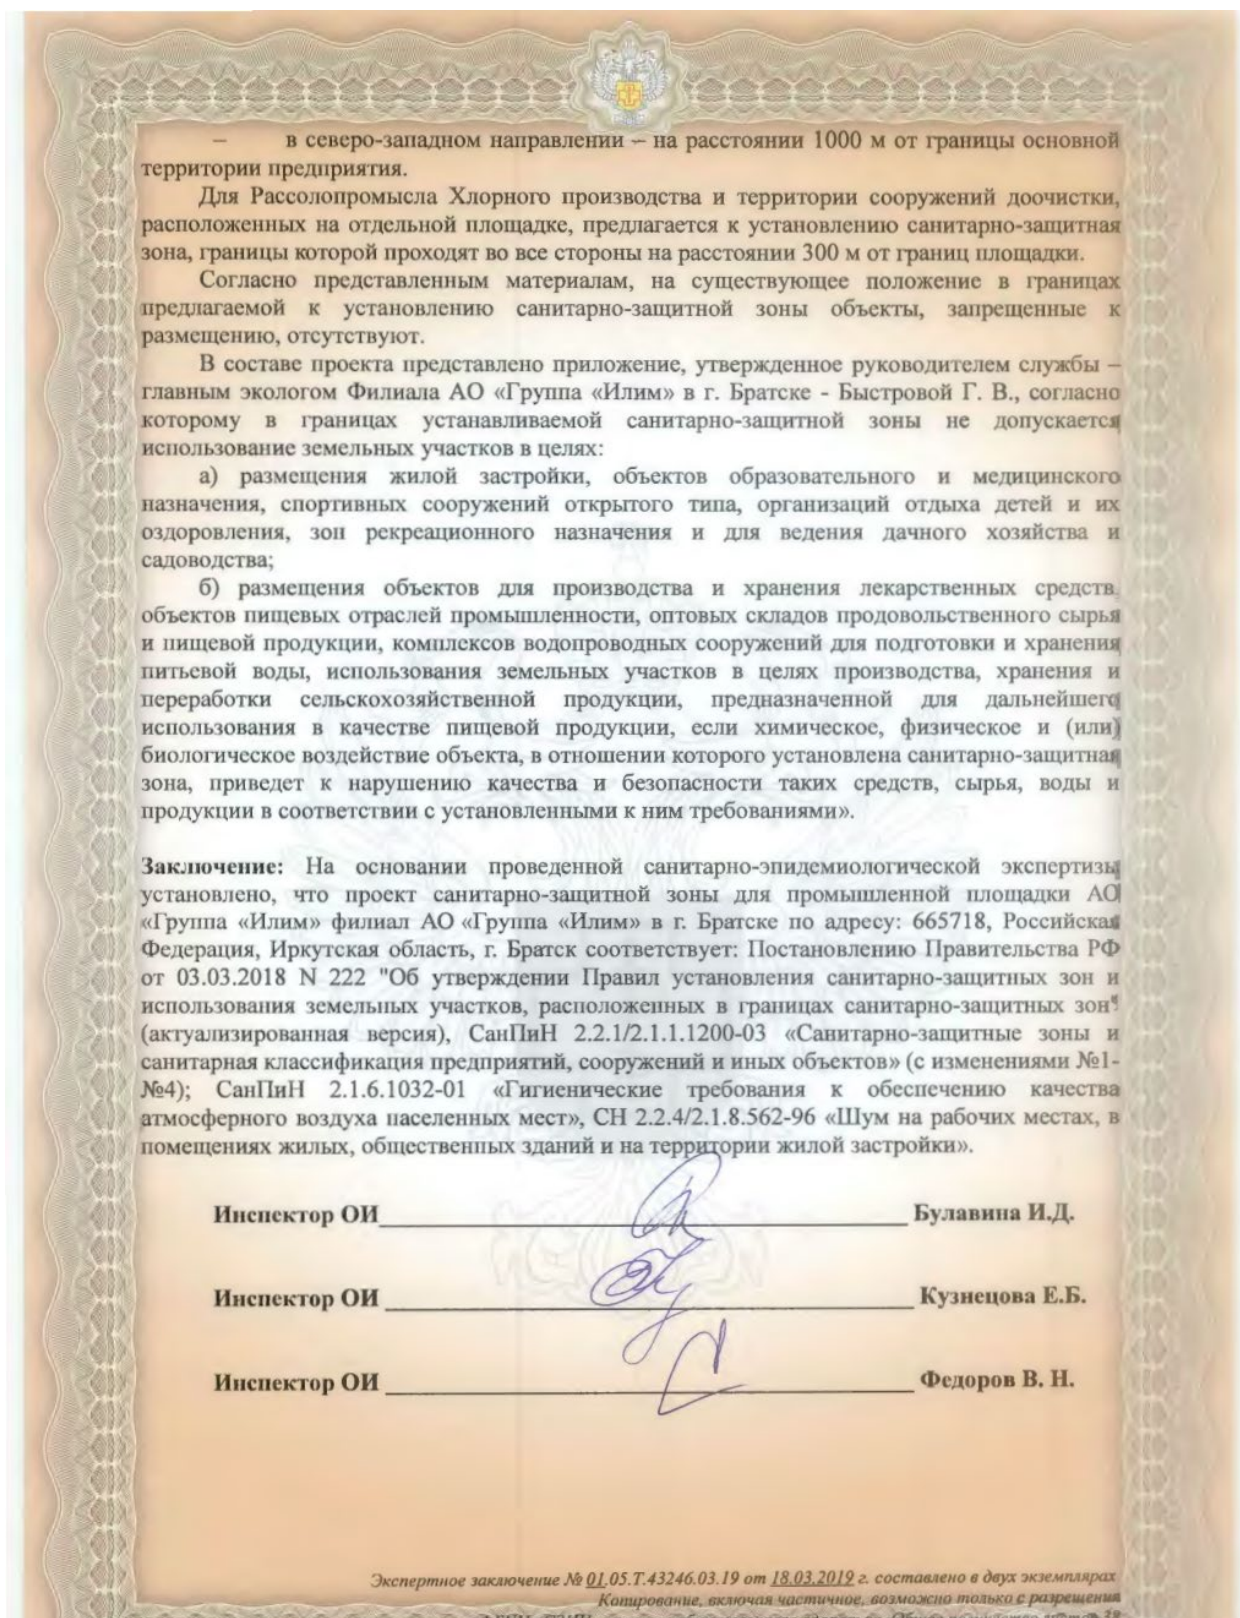 – в северо-западном направлении – на расстоянии 1000 м от границы основной
территории предприятия.
Для Рассолопромысла Хлорного производства и территории сооружений доочистки,
расположенных на отдельной площадке, предлагается к установлению санитарно-защитная
зона, границы которой проходят во все стороны на расстоянии 300 м от границ площадки.
Согласно представленным материалам, на существующее положение в границах
предлагаемой к установлению санитарно-защитной зоны объекты, запрещенные к
размещению, отсутствуют.
В составе проекта представлено приложение, утвержденное руководителем службы –
главным экологом Филиала АО «Группа «Илим» в г. Братске - Быстровой Г. В., согласно
которому в границах устанавливаемой санитарно-защитной зоны не допускается
использование земельных участков в целях:
а) размещения жилой застройки, объектов образовательного и медицинского
назначения, спортивных сооружений открытого типа, организаций отдыха детей и их
оздоровления, зон рекреационного назначения и для ведения дачного хозяйства и
садоводства;
б) размещения объектов для производства и хранения лекарственных средств,
объектов пищевых отраслей промышленности, оптовых складов продовольственного сырья
и пищевой продукции, комплексов водопроводных сооружений для подготовки и хранения
питьевой воды, использования земельных участков в целях производства, хранения и
переработки сельскохозяйственной продукции, предназначенной для дальнейшего
использования в качестве пищевой продукции, если химическое, физическое и (или)
биологическое воздействие объекта, в отношении которого установлена санитарно-защитная
зона, приведет к нарушению качества и безопасности таких средств, сырья, воды и
продукции в соответствии с установленными к ним требованиями».
Заключение: На основании проведенной санитарно-эпидемиологической экспертизы
установлено, что проект санитарно-защитной зоны для промышленной площадки АО
«Группа «Илим» филиал АО «Группа «Илим» в г. Братске по адресу: 665718, Российская
Федерация, Иркутская область, г. Братск соответствует: Постановлению Правительства РФ
от 03.03.2018 N 222 "Об утверждении Правил установления санитарно-защитных зон и
использования земельных участков, расположенных в границах санитарно-защитных зон"
(актуализированная версия), СанПиН 2.2.1/2.1.1.1200-03 «Санитарно-защитные зоны и
санитарная классификация предприятий, сооружений и иных объектов» (с изменениями №1-
№4); СанПиН 2.1.6.1032-01 «Гигиенические требования к обеспечению качества
атмосферного воздуха населенных мест», СН 2.2.4/2.1.8.562-96 «Шум на рабочих местах, в
помещениях жилых, общественных зданий и на территории жилой застройки».
Инспектор ОИ Булавина И.Д.
Инспектор ОИ Кузнецова Е.Б.
Инспектор ОИ Федоров В. Н.
Экспертное заключение № 01.05.Т.43246.03.19 от 18.03.2019 г. составлено в двух экземплярах
Копирование, включая частичное, возможно только с разрешения